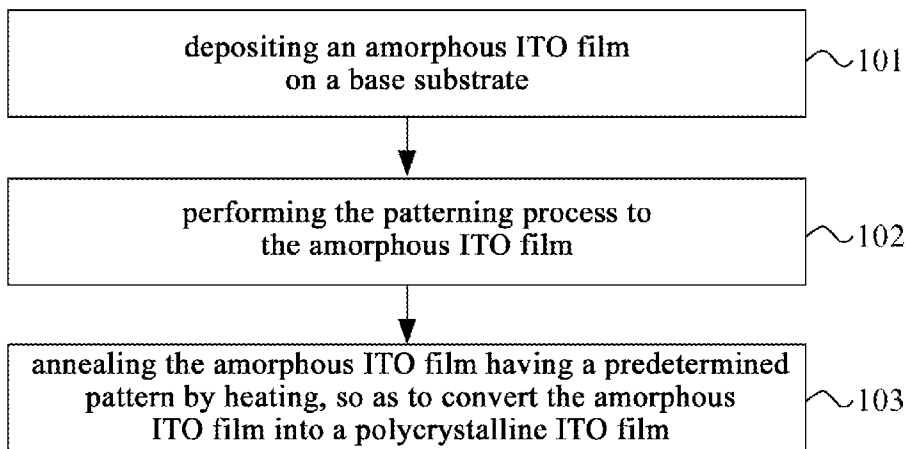 depositing an amorphous ITO film
on a base substrate
101
performing the patterning process to
the amorphous ITO film
102
annealing the amorphous ITO film having a predetermined
pattern by heating, so as to convert the amorphous
ITO film into a polycrystalline ITO film
103